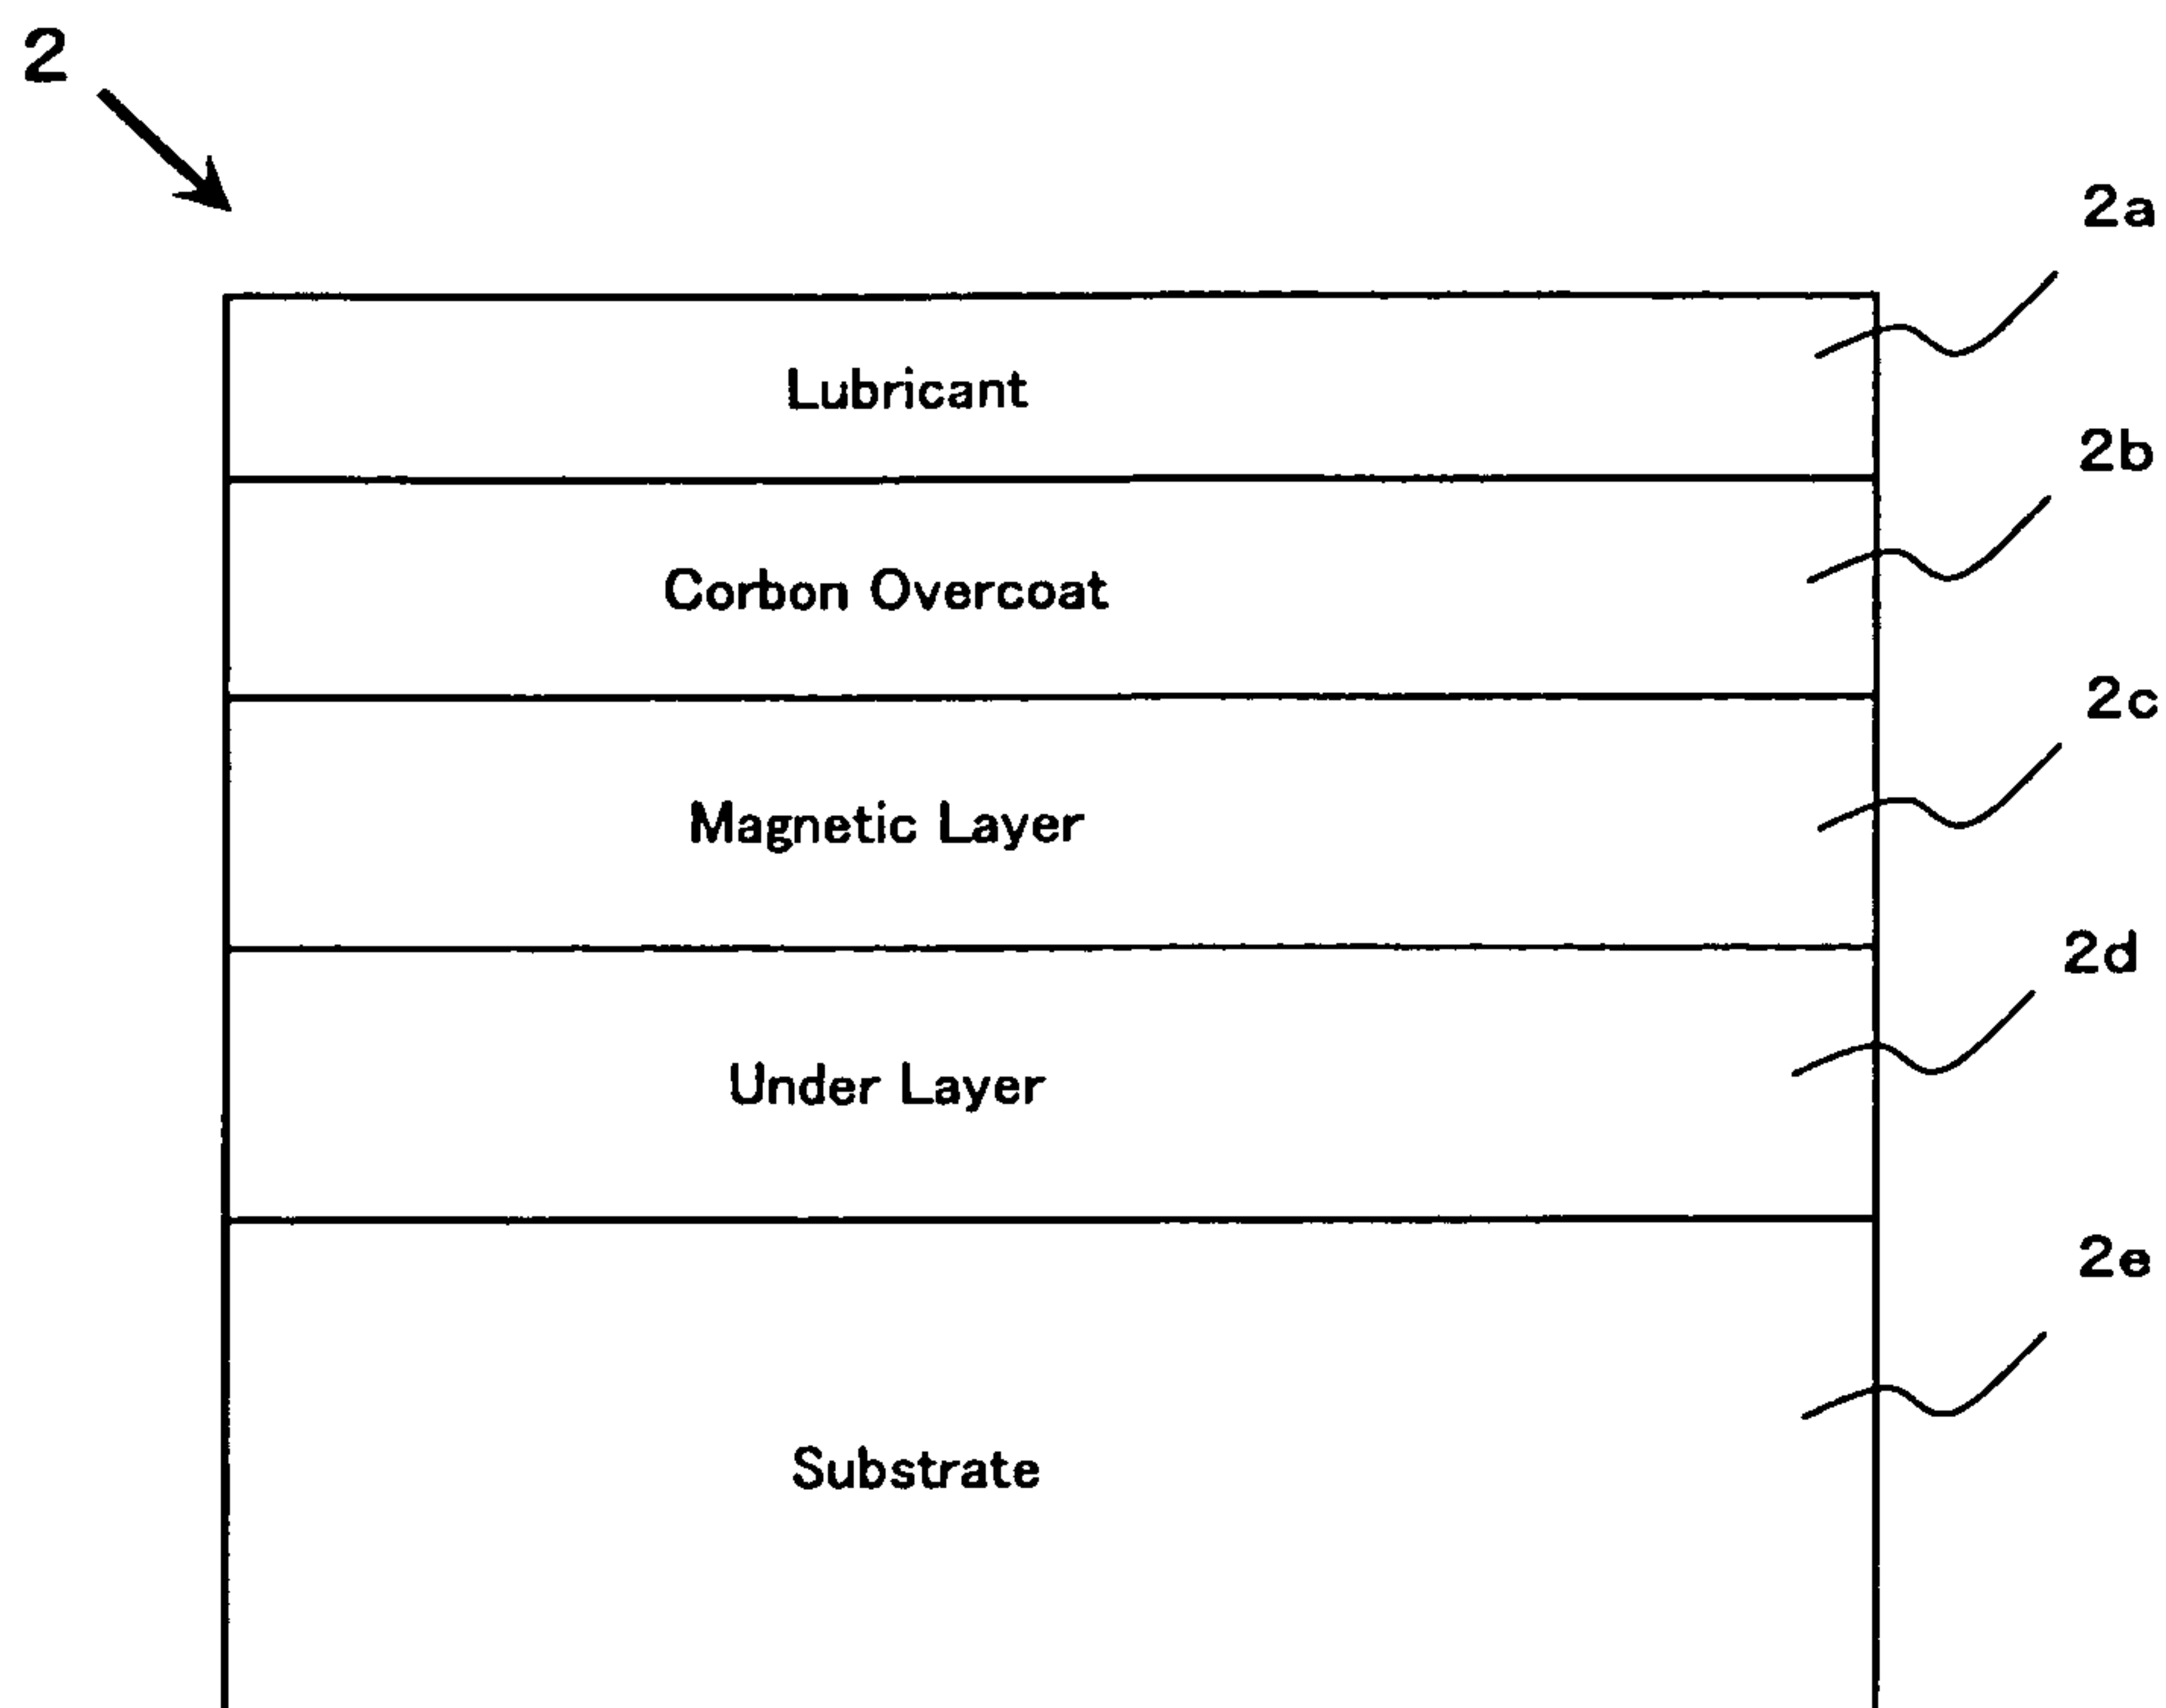 2
2a
Lubricant
2b
Corbon Overcoat
2c
Magnetic Layer
2d
Under Layer
2e
Substrate